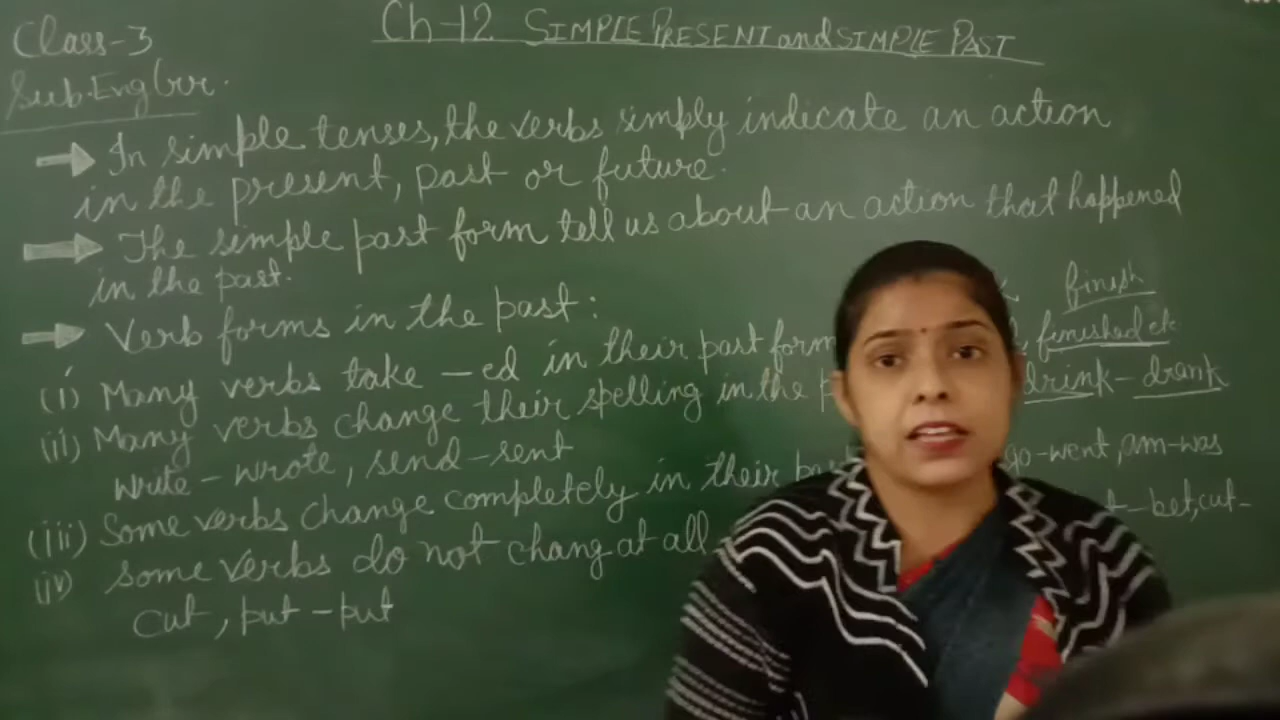 Class-3
Ch-12 SIMPLE PRESENT and SIMPLE PAST
Sub. Eng Gur.
→ In simple tenses, the verbs simply indicate an action
in the present, past or future.
→ The simple past form tell us about an action that happened
in the past.
→ Verb forms in the past:
finish
(i) Many verbs take -ed in their past form finished etc
(ii) Many verbs change their spelling in the drink - drank
write - wrote, send - sent
(iii) Some verbs change completely in their go-went, am-was
(iv) some verbs do not chang at all bet, cut-
cut, put - put